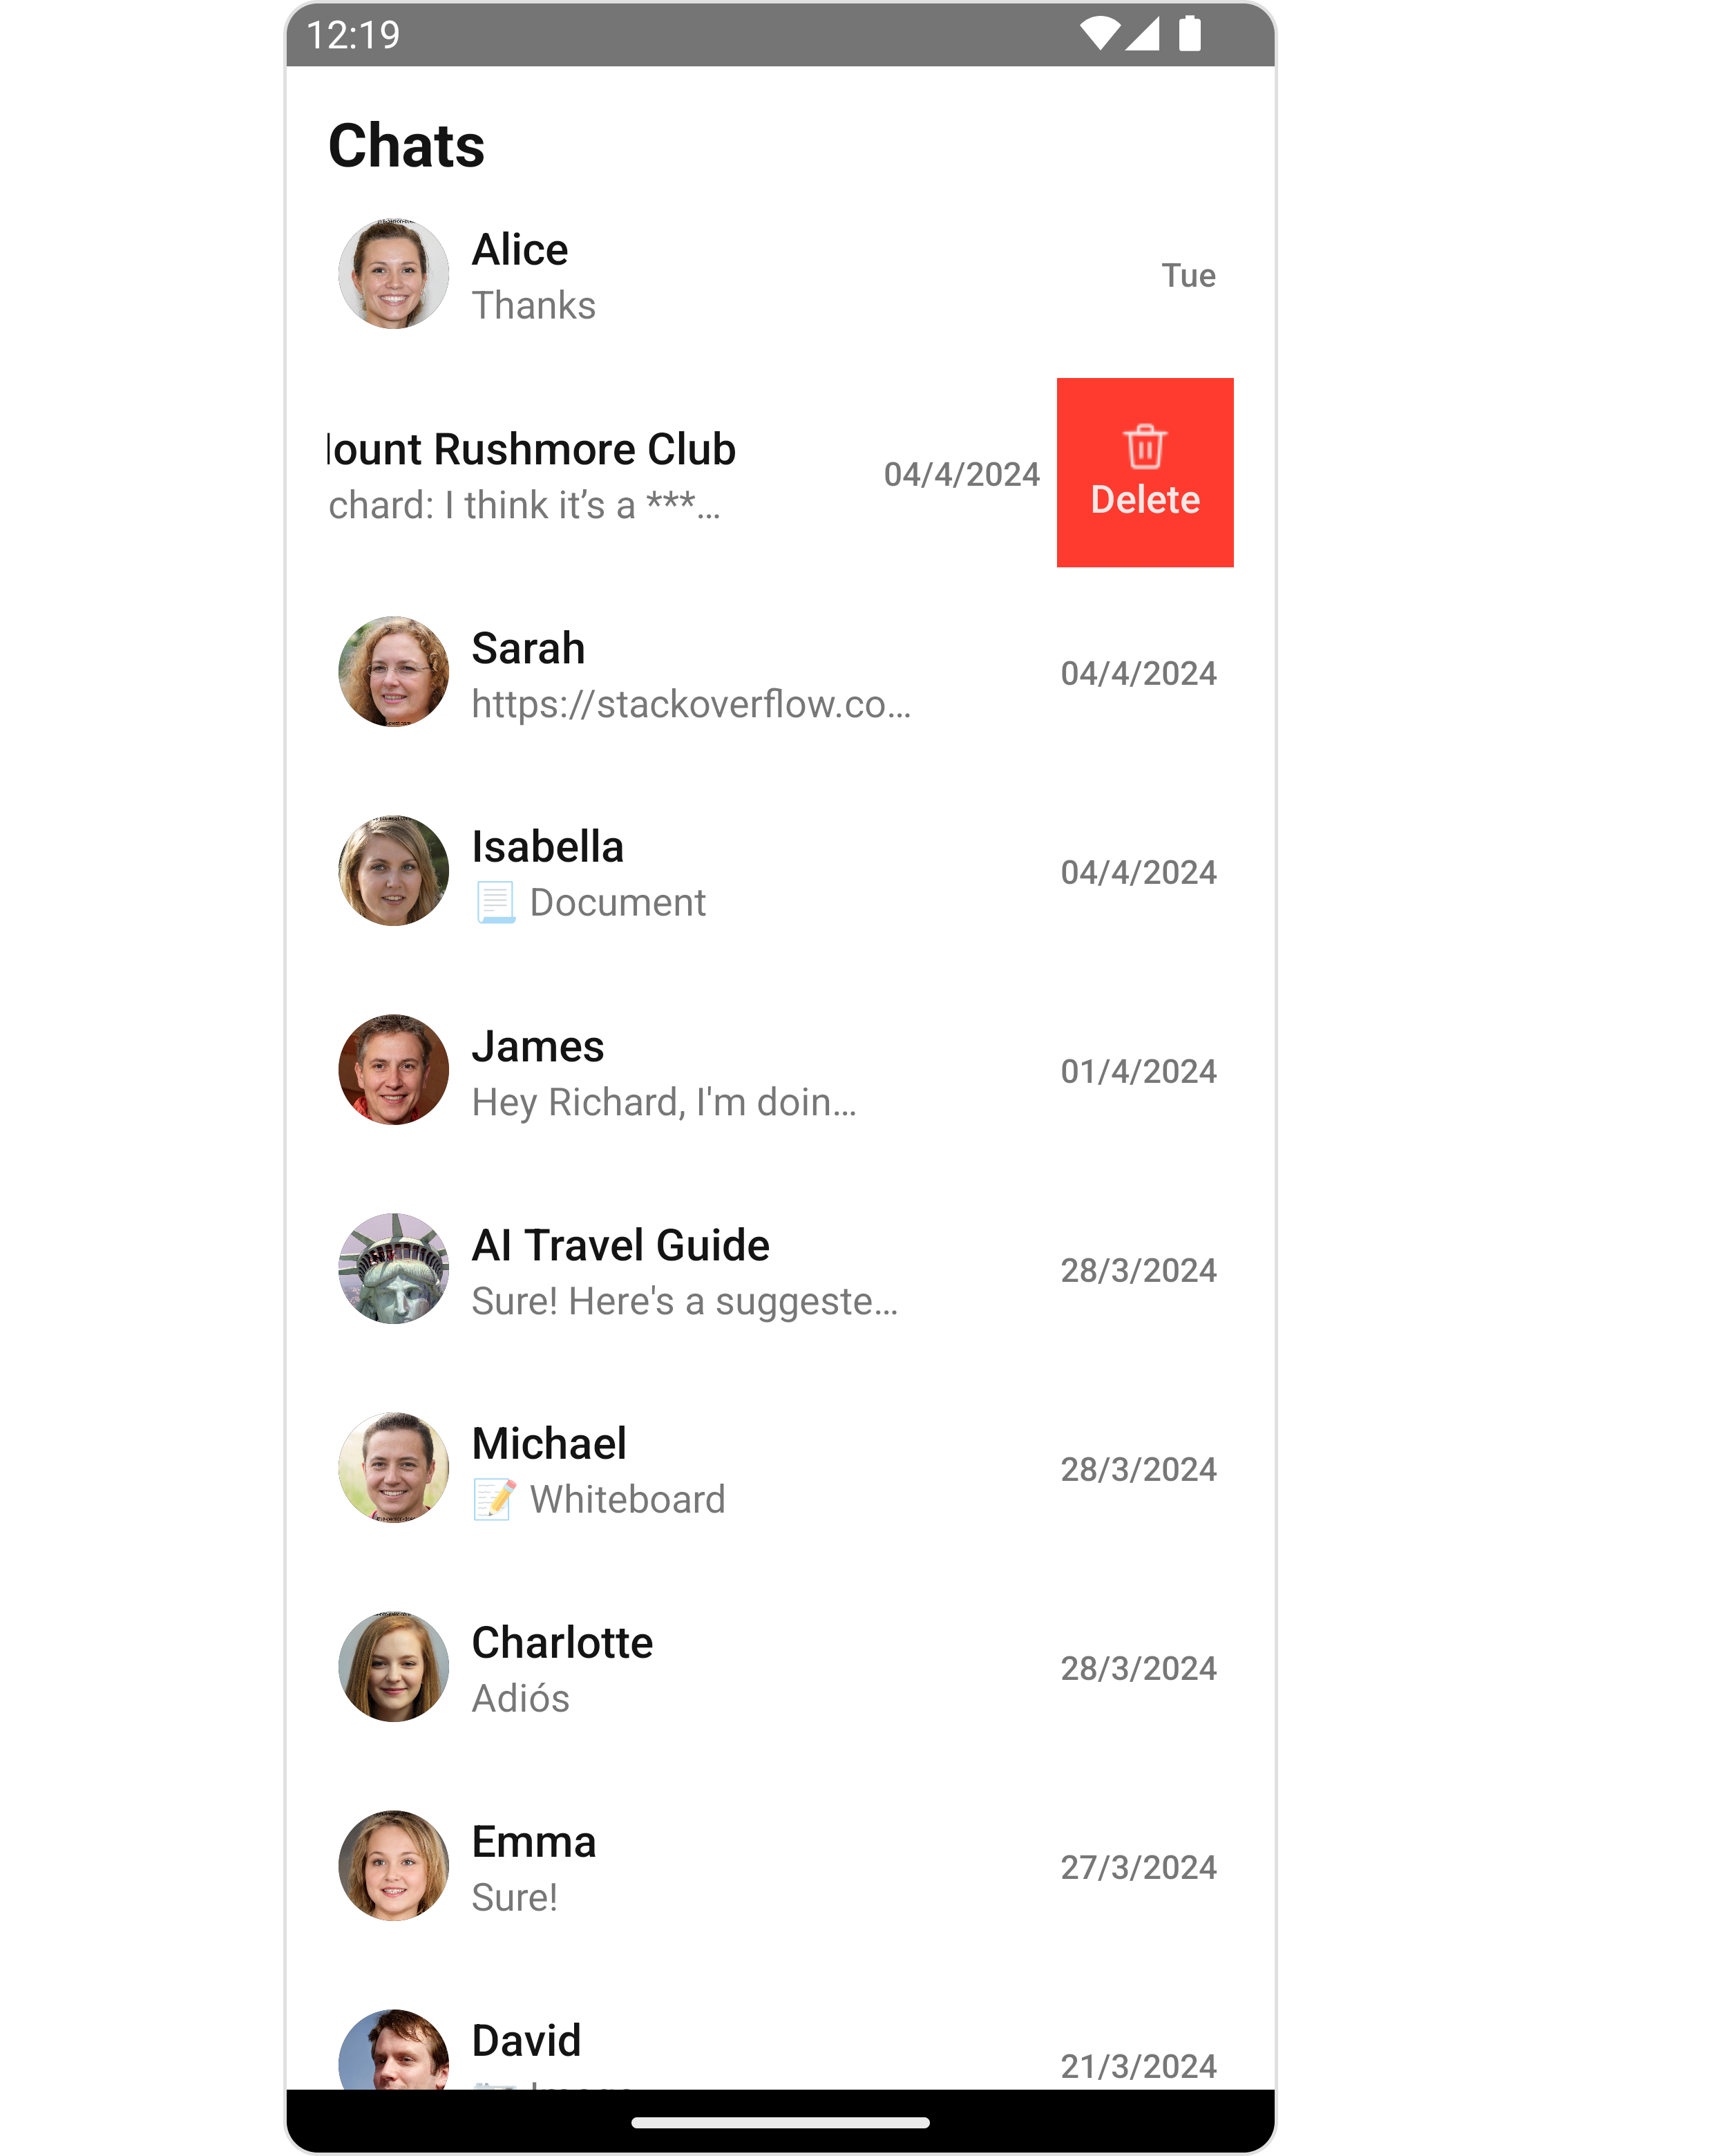 12:19
Chats
Alice
Thanks
Tue
ount Rushmore Club
chard: I think it’s a ***…
04/4/2024
Delete
Sarah
https://stackoverflow.co…
04/4/2024
Isabella
📃 Document
04/4/2024
James
Hey Richard, I'm doin…
01/4/2024
AI Travel Guide
Sure! Here's a suggeste…
28/3/2024
Michael
📝 Whiteboard
28/3/2024
Charlotte
Adiós
28/3/2024
Emma
Sure!
27/3/2024
David
21/3/2024